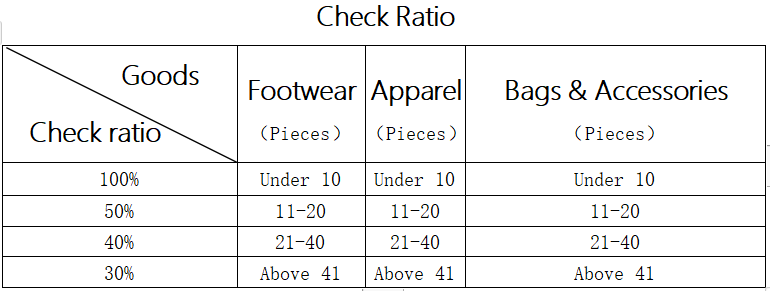 Check Ratio
Goods
Check ratio
Footwear Apparel Bags & Accessories
（Pieces） （Pieces） （Pieces）
100% Under 10 Under 10 Under 10
50% 11-20 11-20 11-20
40% 21-40 21-40 21-40
30% Above 41 Above 41 Above 41